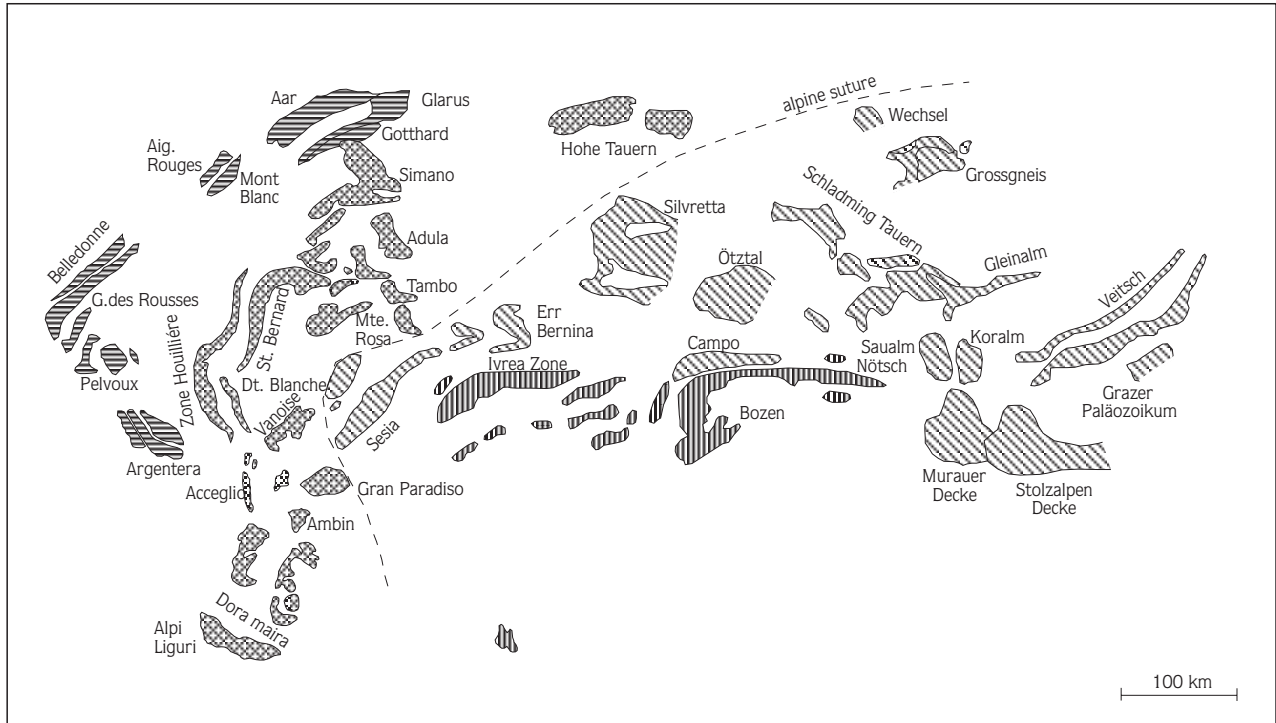 alpine suture
Aar
Glarus
Wechsel
Gotthard
Aig.
Rouges
Hohe Tauern
Mont
Blanc
Simano
Grossgneis
Schladming Tauern
Silvretta
Belledonne
Adula
Ötztal
Gleinalm
Veitsch
G.des Rousses
St. Bernard
Tambo
Mte.
Rosa
Err
Bernina
Zone Houilliére
Campo
Saualm
Nötsch
Koralm
Ivrea Zone
Pelvoux
Dt. Blanche
Grazer
Paläozoikum
Vanoise
Sesia
Bozen
Argentera
Murauer
Decke
Stolzalpen
Decke
Acceglio
Gran Paradiso
Ambin
Dora maira
Alpi
Liguri
100 km